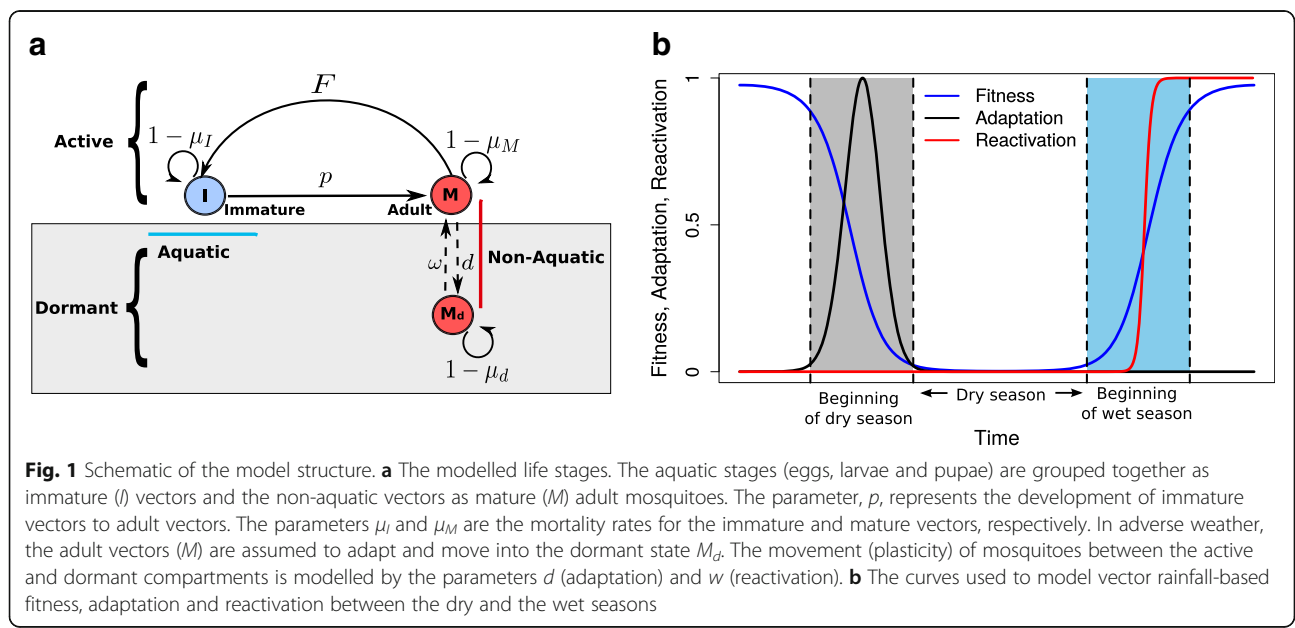 a
F
Active
1 − μI
1 − μM
p
I
M
Immature
Adult
Aquatic
ω
d
Non-Aquatic
Dormant
Md
1 − μd
b
Fitness, Adaptation, Reactivation
1
0.5
0
Fitness
Adaptation
Reactivation
Beginning
of dry season
Dry season
Beginning
of wet season
Time
Fig. 1 Schematic of the model structure. a The modelled life stages. The aquatic stages (eggs, larvae and pupae) are grouped together as
immature (I) vectors and the non-aquatic vectors as mature (M) adult mosquitoes. The parameter, p, represents the development of immature
vectors to adult vectors. The parameters μI and μM are the mortality rates for the immature and mature vectors, respectively. In adverse weather,
the adult vectors (M) are assumed to adapt and move into the dormant state Md. The movement (plasticity) of mosquitoes between the active
and dormant compartments is modelled by the parameters d (adaptation) and w (reactivation). b The curves used to model vector rainfall-based
fitness, adaptation and reactivation between the dry and the wet seasons